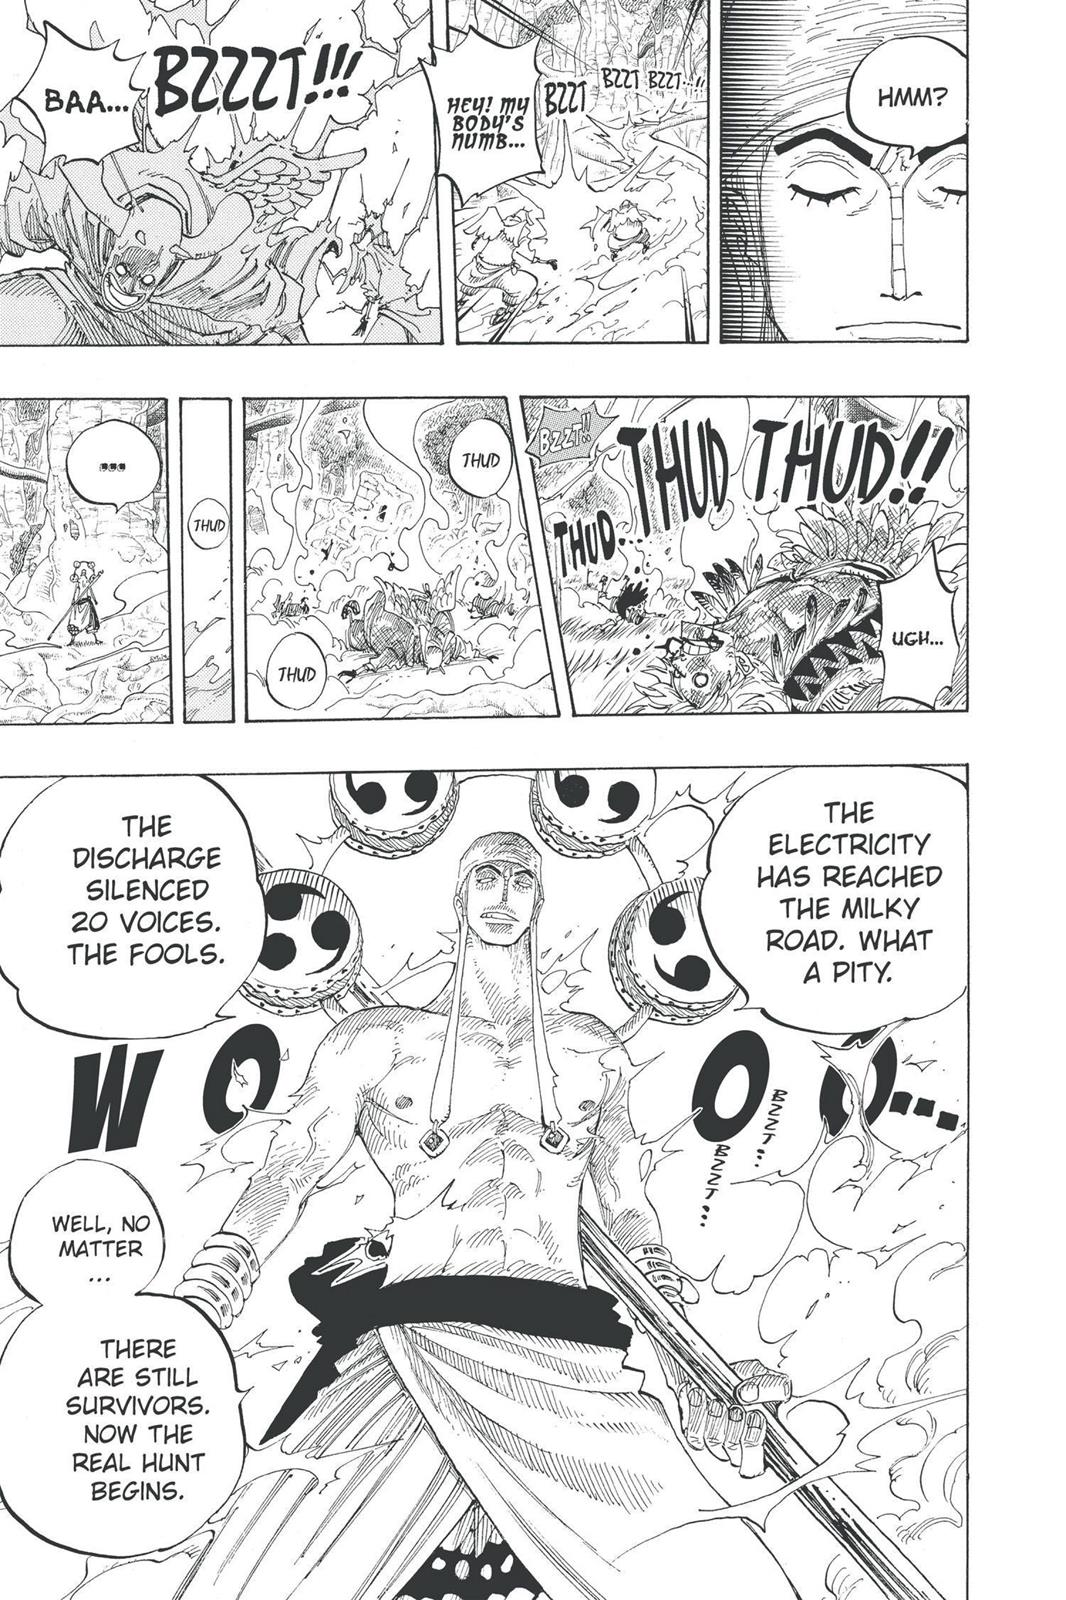 HMM?
BZZT BZZT...!!
BZZT
HEY! MY
BODY'S
NUMB...
BZZZT!!!
BAA...
THUD THUD!!
BZZT!!
THUD...
UGH...
THUD
THUD
THUD
......
THE
ELECTRICITY
HAS REACHED
THE MILKY
ROAD. WHAT
A PITY.
THE
DISCHARGE
SILENCED
20 VOICES.
THE FOOLS.
WOOO...
BZZT...
BZZT...
WELL, NO
MATTER
...
THERE
ARE STILL
SURVIVORS.
NOW THE
REAL HUNT
BEGINS.